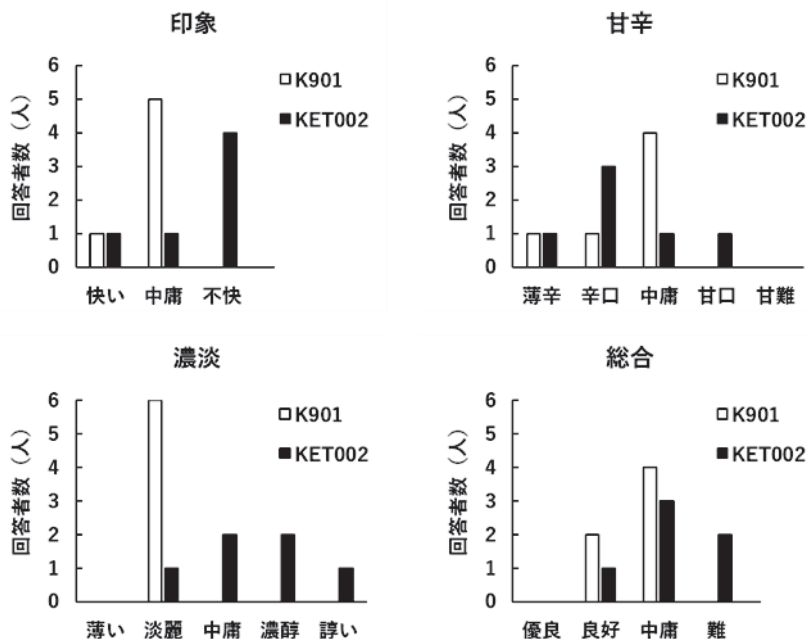 印象
6
5
4
3
2
1
0
回答者数（人）
K901
KET002
快い 中庸 不快
甘辛
6
5
4
3
2
1
0
回答者数（人）
K901
KET002
薄辛 辛口 中庸 甘口 甘難
濃淡
6
5
4
3
2
1
0
回答者数（人）
K901
KET002
薄い 淡麗 中庸 濃醇 諄い
総合
6
5
4
3
2
1
0
回答者数（人）
K901
KET002
優良 良好 中庸 難